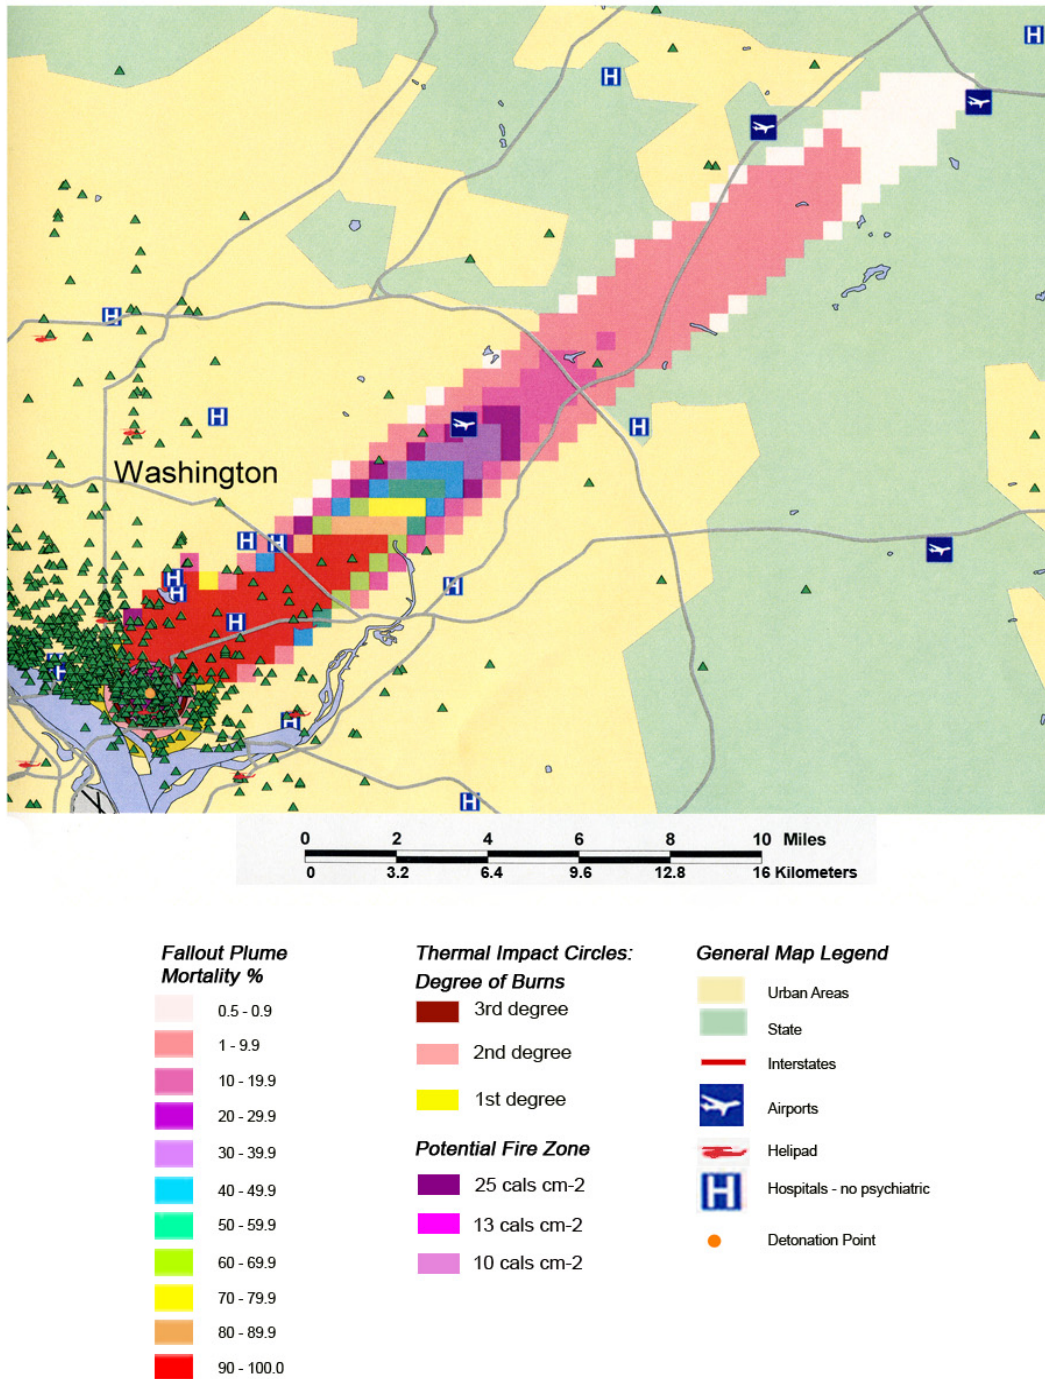 Washington
0 2 4 6 8 10 Miles
0 3.2 6.4 9.6 12.8 16 Kilometers
Fallout Plume
Mortality %
0.5 - 0.9
1 - 9.9
10 - 19.9
20 - 29.9
30 - 39.9
40 - 49.9
50 - 59.9
60 - 69.9
70 - 79.9
80 - 89.9
90 - 100.0
Thermal Impact Circles:
Degree of Burns
3rd degree
2nd degree
1st degree
Potential Fire Zone
25 cals cm-2
13 cals cm-2
10 cals cm-2
General Map Legend
Urban Areas
State
Interstates
Airports
Helipad
H Hospitals - no psychiatric
Detonation Point